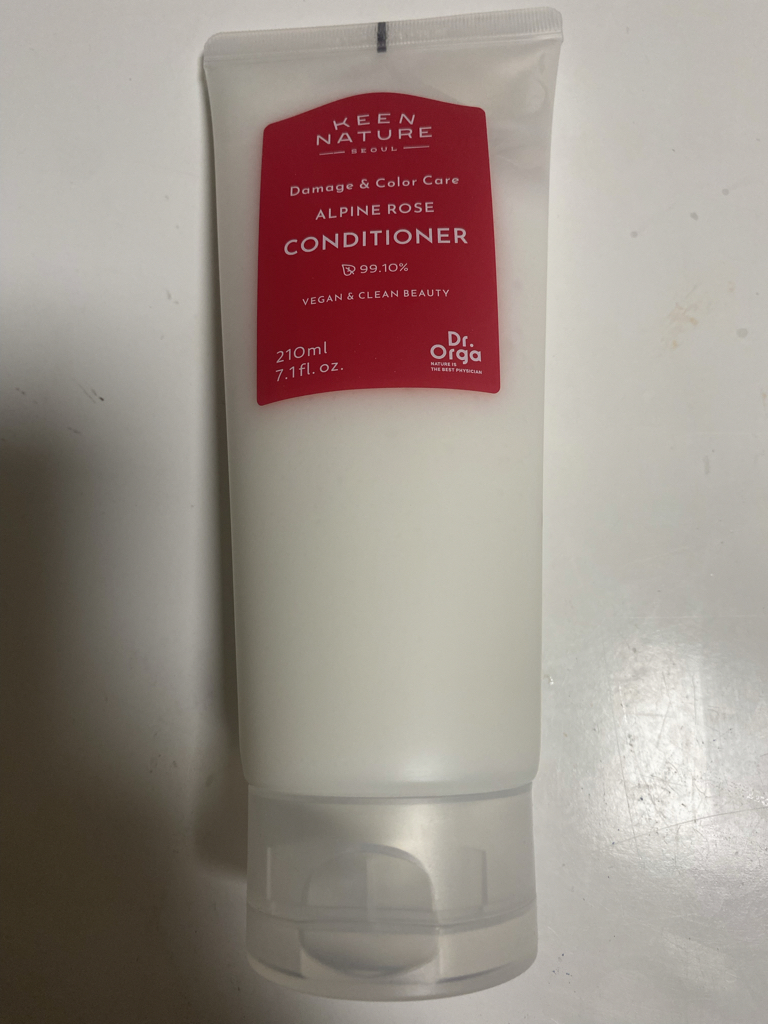 KEEN
NATURE
SEOUL
Damage & Color Care
ALPINE ROSE
CONDITIONER
99.10%
VEGAN & CLEAN BEAUTY
210ml
7.1fl. oz.
Dr.
Orga
NATURE IS
THE BEST PHYSICIAN